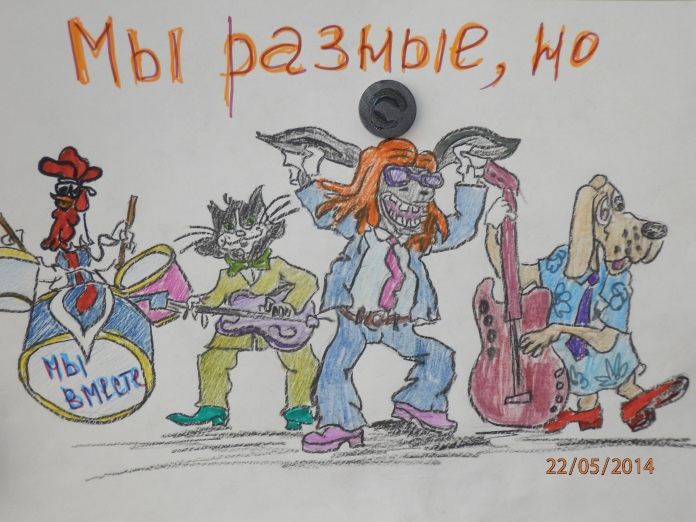 Мы разные, но
Мы
вместе
22/05/2014